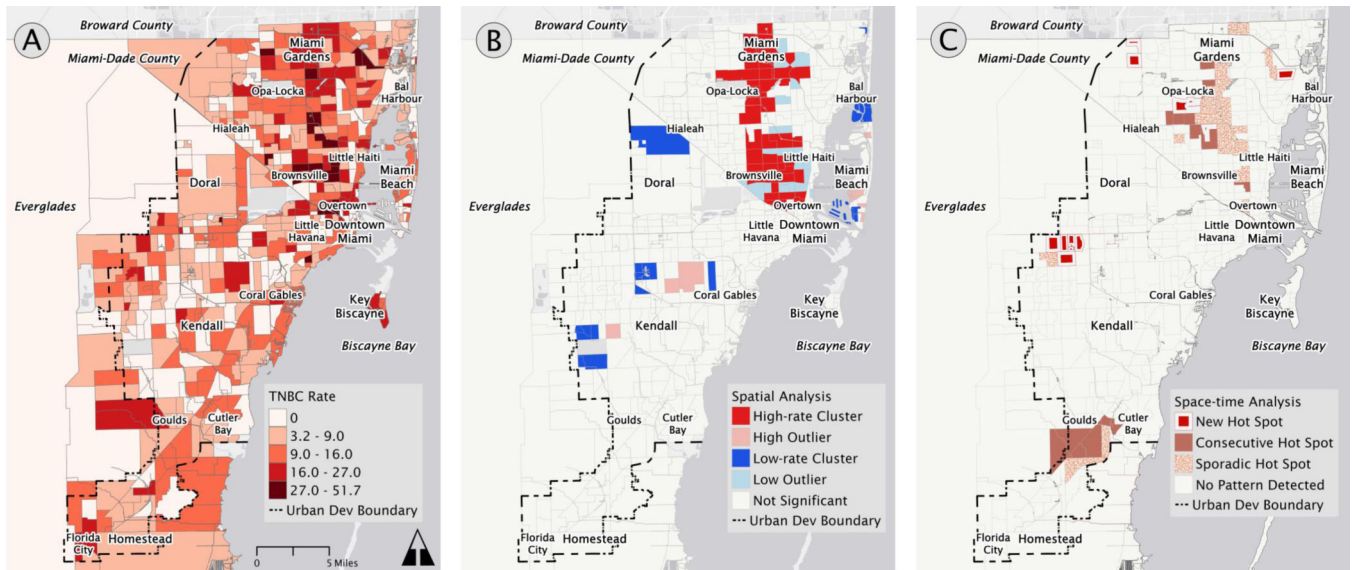 A
Broward County
Miami-Dade County
Miami
Gardens
Opa-Locka
Bal
Harbour
Hialeah
Little Haiti
Miami
Beach
Brownsville
Doral
Everglades
Overtown
Little
Havana
Downtown
Miami
Coral Gables
Key
Biscayne
Kendall
Biscayne Bay
Goulds
Cutler
Bay
Florida
City
Homestead
TNBC Rate
0
3.2 - 9.0
9.0 - 16.0
16.0 - 27.0
27.0 - 51.7
Urban Dev Boundary
0
5 Miles
B
Broward County
Miami-Dade County
Miami
Gardens
Opa-Locka
Bal
Harbour
Hialeah
Little Haiti
Miami
Beach
Brownsville
Doral
Everglades
Overtown
Little
Havana
Downtown
Miami
Coral Gables
Key
Biscayne
Kendall
Biscayne Bay
Goulds
Cutler
Bay
Florida
City
Homestead
Spatial Analysis
High-rate Cluster
High Outlier
Low-rate Cluster
Low Outlier
Not Significant
Urban Dev Boundary
C
Broward County
Miami-Dade County
Miami
Gardens
Opa-Locka
Bal
Harbour
Hialeah
Little Haiti
Miami
Beach
Brownsville
Doral
Everglades
Overtown
Little
Havana
Downtown
Miami
Coral Gables
Key
Biscayne
Kendall
Biscayne Bay
Goulds
Cutler
Bay
Florida
City
Homestead
Space-time Analysis
New Hot Spot
Consecutive Hot Spot
Sporadic Hot Spot
No Pattern Detected
Urban Dev Boundary